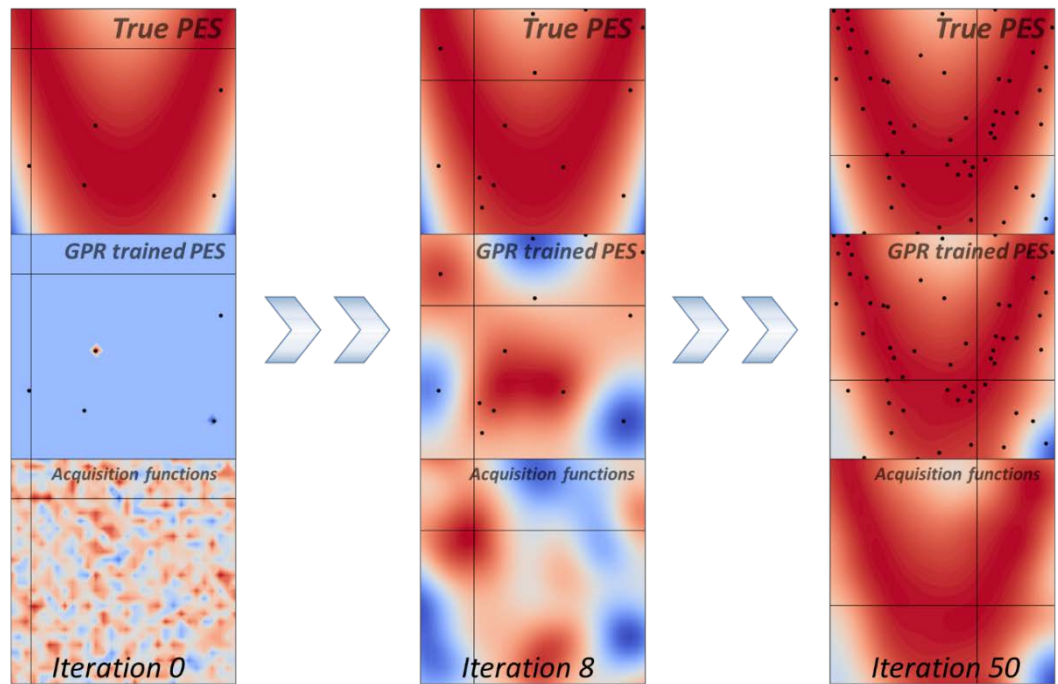 True PES
True PES
True PES
GPR trained PES
GPR trained PES
GPR trained PES
Acquisition functions
Acquisition functions
Acquisition functions
Iteration 0
Iteration 8
Iteration 50